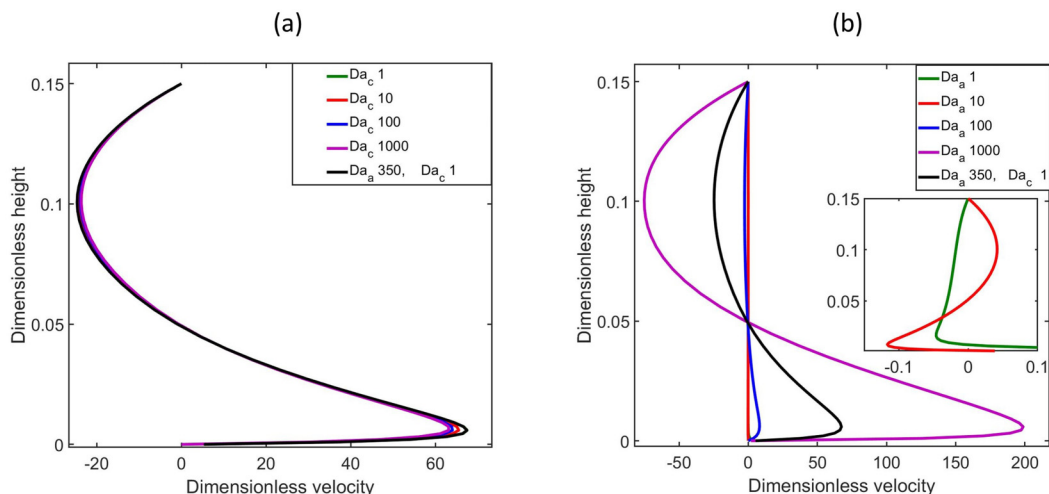 (a)
(b)
Da_c 1
Da_c 10
Da_c 100
Da_c 1000
Da_a 350, Da_c 1
0.15
0.1
0.05
0
-20
0
20
40
60
Dimensionless height
Dimensionless velocity
Da_a 1
Da_a 10
Da_a 100
Da_a 1000
Da_a 350, Da_c 1
0.15
0.1
0.05
0
-50
0
50
100
150
200
Dimensionless height
Dimensionless velocity
0.15
0.1
0.05
-0.1
0
0.1